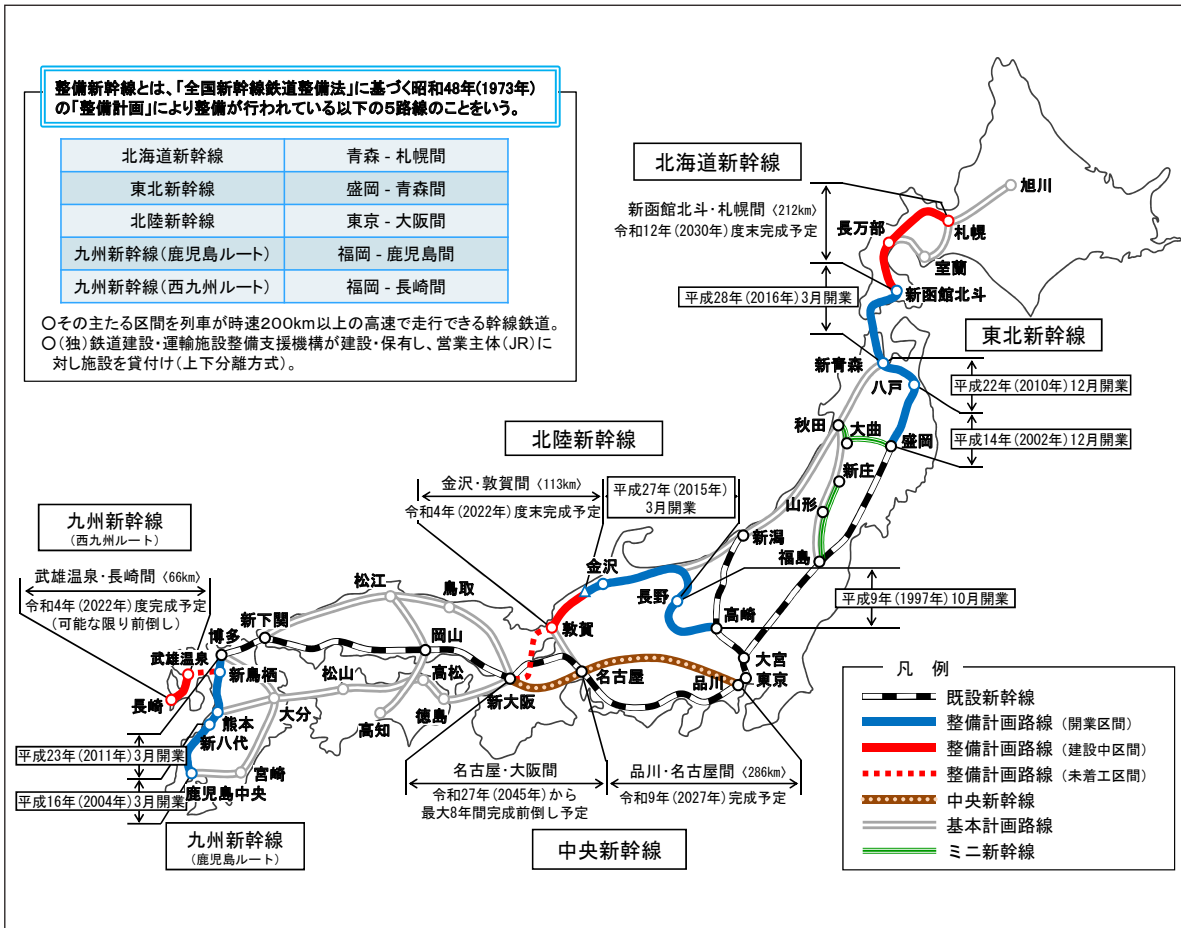 整備新幹線とは、「全国新幹線鉄道整備法」に基づく昭和48年(1973年)
の「整備計画」により整備が行われている以下の5路線のことをいう。
北海道新幹線 青森 - 札幌間
東北新幹線 盛岡 - 青森間
北陸新幹線 東京 - 大阪間
九州新幹線(鹿児島ルート) 福岡 - 鹿児島間
九州新幹線(西九州ルート) 福岡 - 長崎間
○その主たる区間を列車が時速200km以上の高速で走行できる幹線鉄道。
○(独)鉄道建設・運輸施設整備支援機構が建設・保有し、営業主体(JR)に
対し施設を貸付け(上下分離方式)。
北海道新幹線
新函館北斗・札幌間〈212km〉
令和12年(2030年)度末完成予定
旭川
長万部
札幌
室蘭
平成28年(2016年)3月開業
新函館北斗
東北新幹線
新青森
八戸
平成22年(2010年)12月開業
秋田
大曲
盛岡
平成14年(2002年)12月開業
新庄
山形
福島
新潟
北陸新幹線
金沢・敦賀間〈113km〉
令和4年(2022年)度末完成予定
平成27年(2015年)
3月開業
金沢
長野
高崎
平成9年(1997年)10月開業
敦賀
大宮
東京
品川
名古屋
新大阪
九州新幹線
(西九州ルート)
武雄温泉・長崎間〈66km〉
令和4年(2022年)度完成予定
(可能な限り前倒し)
松江
鳥取
新下関
博多
岡山
武雄温泉
新鳥栖
松山
高松
長崎
大分
高知
徳島
熊本
新八代
平成23年(2011年)3月開業
宮崎
鹿児島中央
平成16年(2004年)3月開業
九州新幹線
(鹿児島ルート)
名古屋・大阪間
令和27年(2045年)から
最大8年間完成前倒し予定
品川・名古屋間〈286km〉
令和9年(2027年)完成予定
中央新幹線
凡 例
既設新幹線
整備計画路線(開業区間)
整備計画路線(建設中区間)
整備計画路線(未着工区間)
中央新幹線
基本計画路線
ミニ新幹線